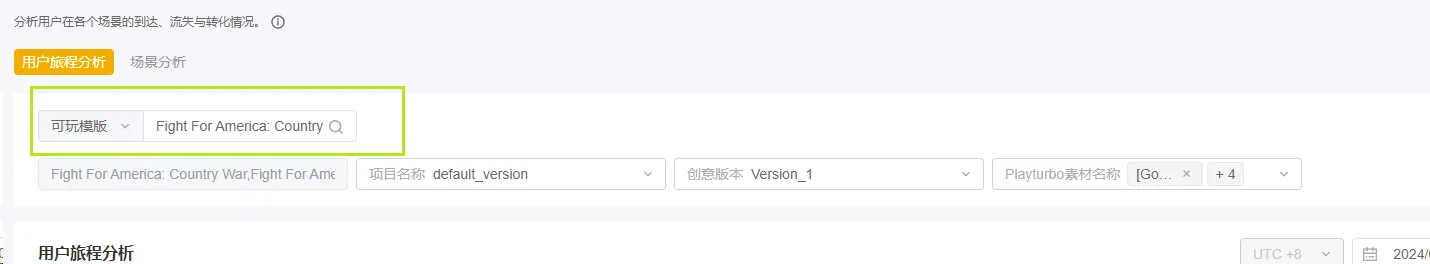 分析用户在各个场景的到达、流失与转化情况。
用户旅程分析 场景分析
可玩模版 Fight For America: Country
Fight For America: Country War,Fight For Ame 项目名称 default_version 创意版本 Version_1 Playturbo素材名称 [Go... × + 4
用户旅程分析 UTC +8 2024/